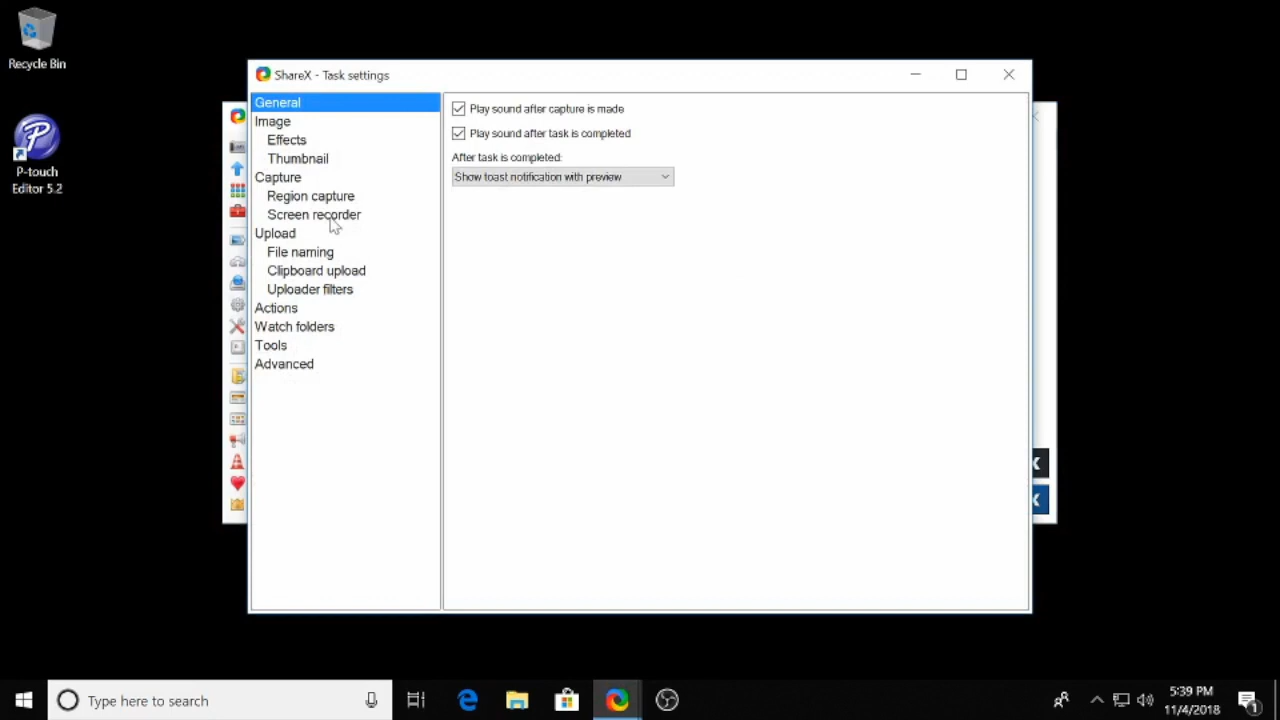 Recycle Bin
P-touch
Editor 5.2
ShareX - Task settings
General
Image
Effects
Thumbnail
Capture
Region capture
Screen recorder
Upload
File naming
Clipboard upload
Uploader filters
Actions
Watch folders
Tools
Advanced
Play sound after capture is made
Play sound after task is completed
After task is completed:
Show toast notification with preview
Type here to search
5:39 PM
11/4/2018
1